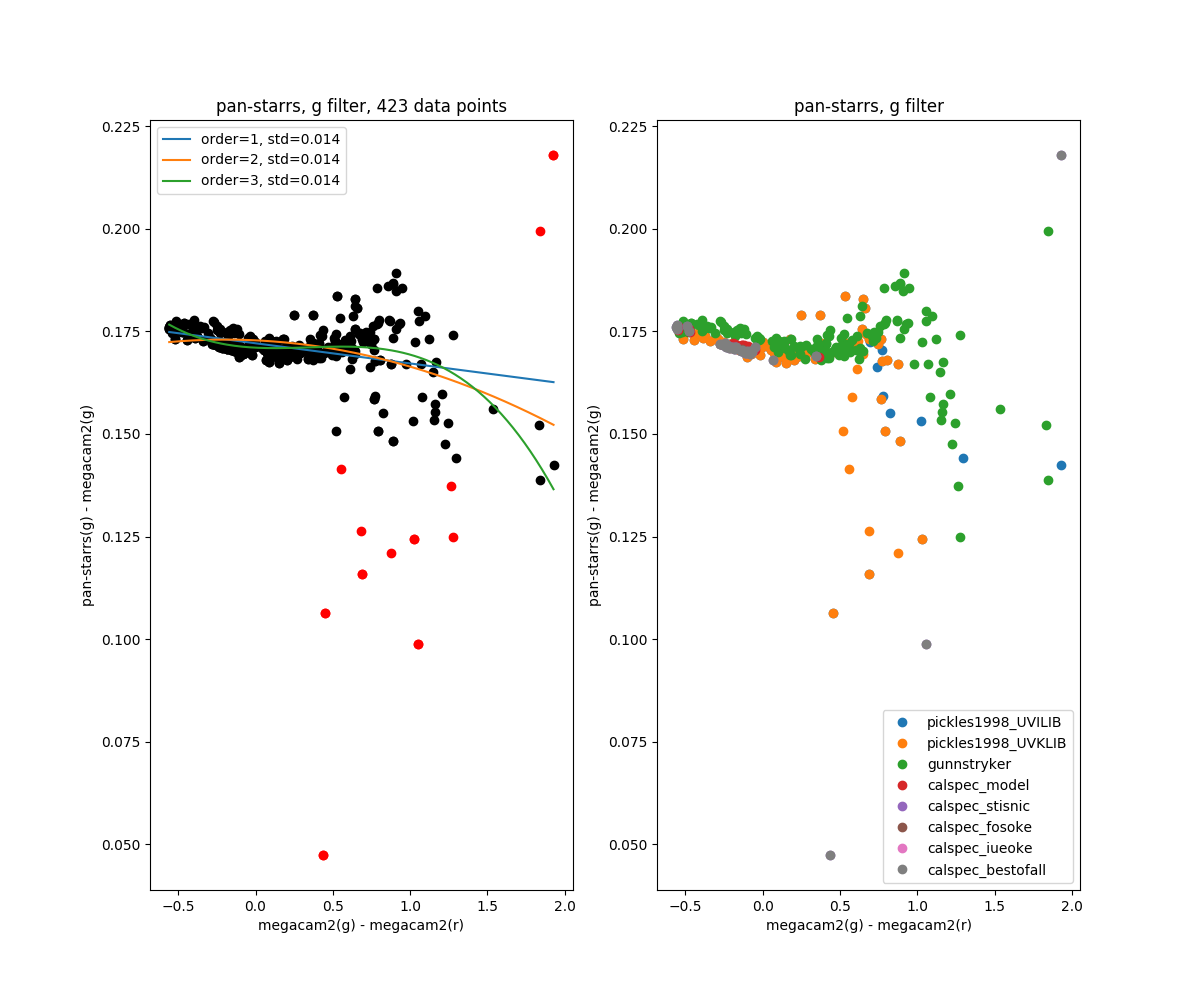 pan-starrs, g filter, 423 data points
order=1, std=0.014
order=2, std=0.014
order=3, std=0.014
0.225
0.200
0.175
0.150
0.125
0.100
0.075
0.050
pan-starrs(g) - megacam2(g)
−0.5 0.0 0.5 1.0 1.5 2.0
megacam2(g) - megacam2(r)
pan-starrs, g filter
0.225
0.200
0.175
0.150
0.125
0.100
0.075
0.050
pan-starrs(g) - megacam2(g)
pickles1998_UVILIB
pickles1998_UVKLIB
gunnstryker
calspec_model
calspec_stisnic
calspec_fosoke
calspec_iueoke
calspec_bestofall
−0.5 0.0 0.5 1.0 1.5 2.0
megacam2(g) - megacam2(r)